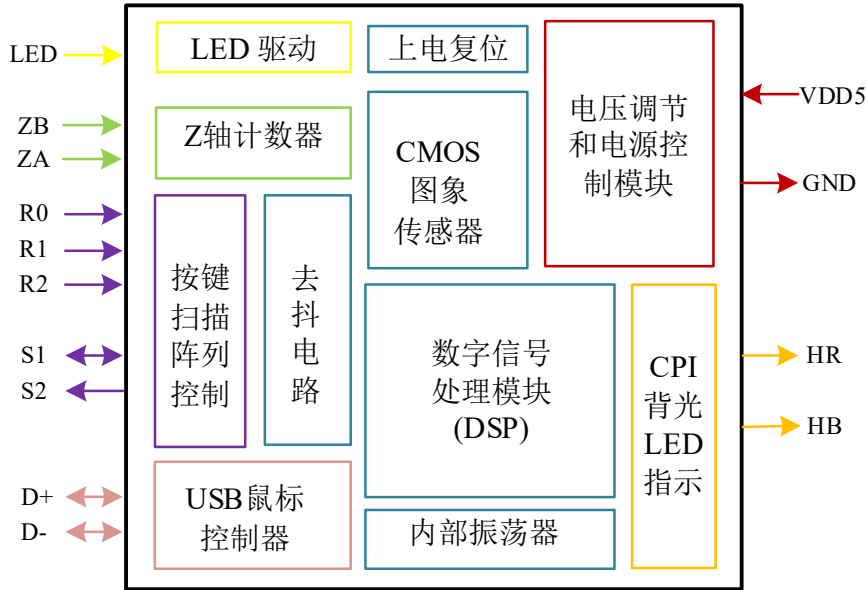 LED
ZB
ZA
R0
R1
R2
S1
S2
D+
D-
LED 驱动
Z轴计数器
按键
扫描
阵列
控制
去
抖
电
路
USB鼠标
控制器
上电复位
CMOS
图象
传感器
数字信号
处理模块
(DSP)
内部振荡器
电压调节
和电源控
制模块
CPI
背光
LED
指示
VDD5
GND
HR
HB